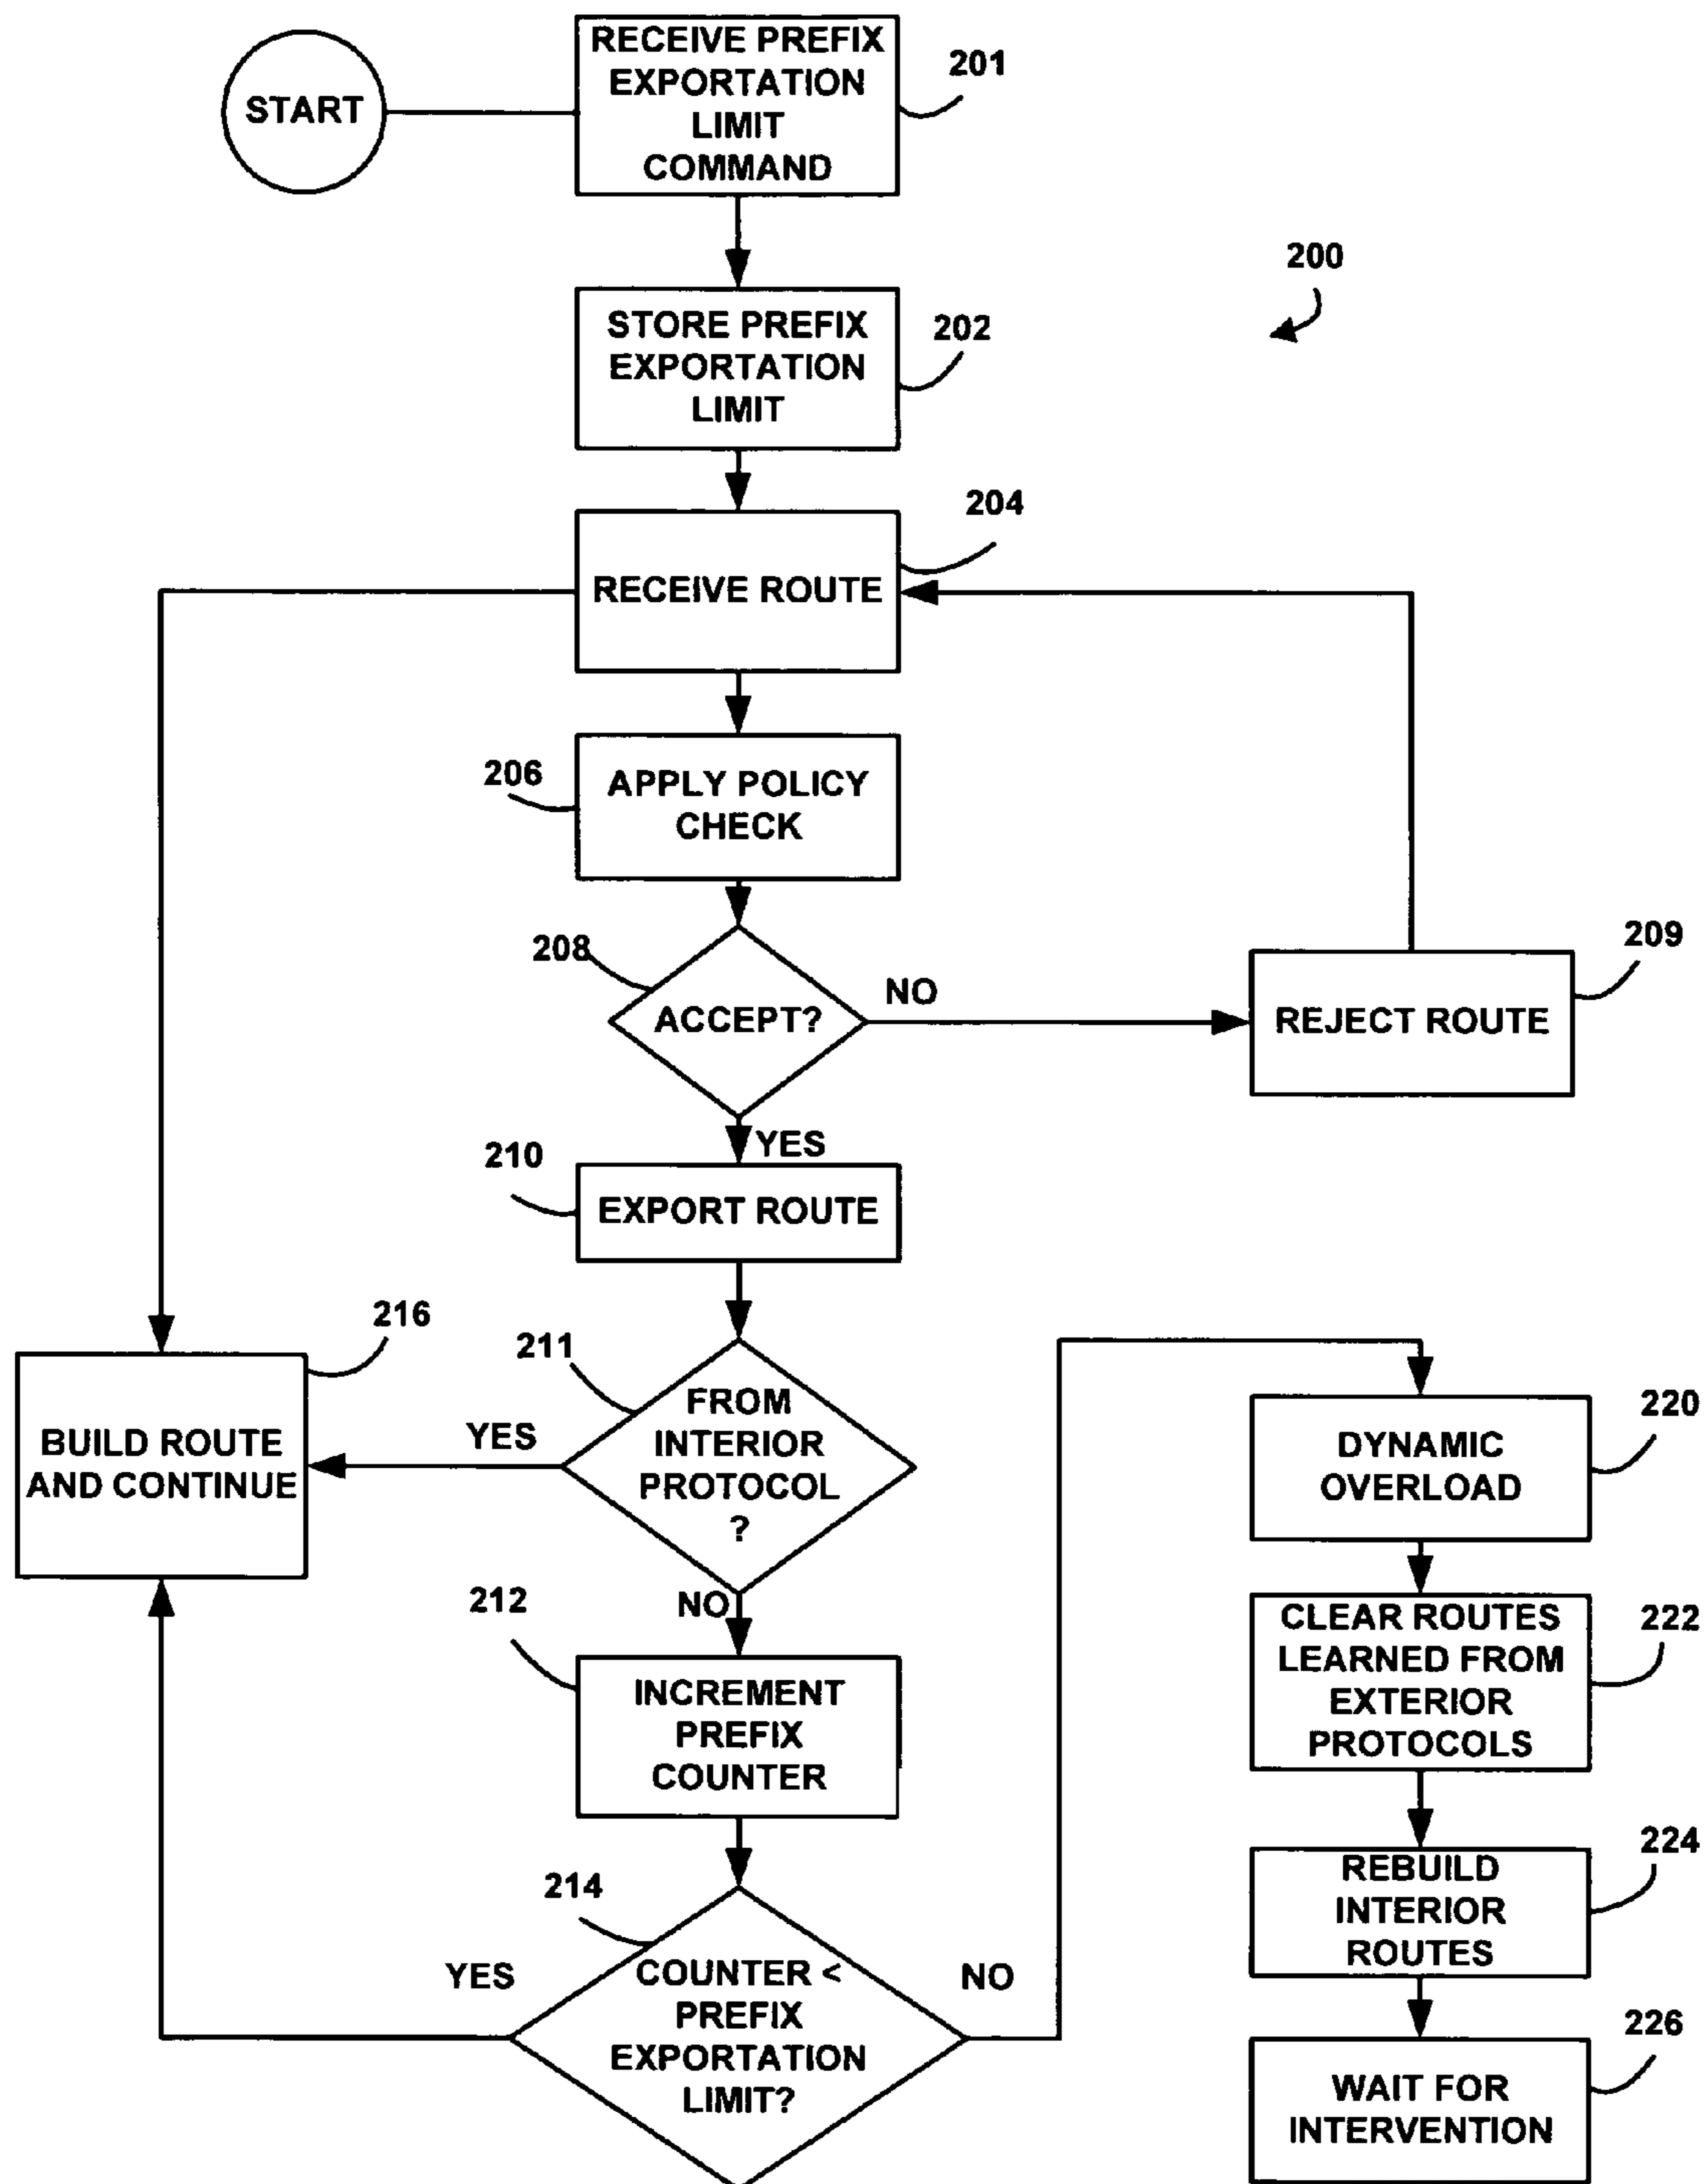 START
RECEIVE PREFIX
EXPORTATION
LIMIT
COMMAND
201
200
STORE PREFIX
EXPORTATION
LIMIT
202
204
RECEIVE ROUTE
206
APPLY POLICY
CHECK
208
ACCEPT?
NO
209
REJECT ROUTE
YES
210
EXPORT ROUTE
216
BUILD ROUTE
AND CONTINUE
211
FROM
INTERIOR
PROTOCOL
?
YES
NO
212
INCREMENT
PREFIX
COUNTER
214
COUNTER <
PREFIX
EXPORTATION
LIMIT?
YES
NO
220
DYNAMIC
OVERLOAD
222
CLEAR ROUTES
LEARNED FROM
EXTERIOR
PROTOCOLS
224
REBUILD
INTERIOR
ROUTES
226
WAIT FOR
INTERVENTION